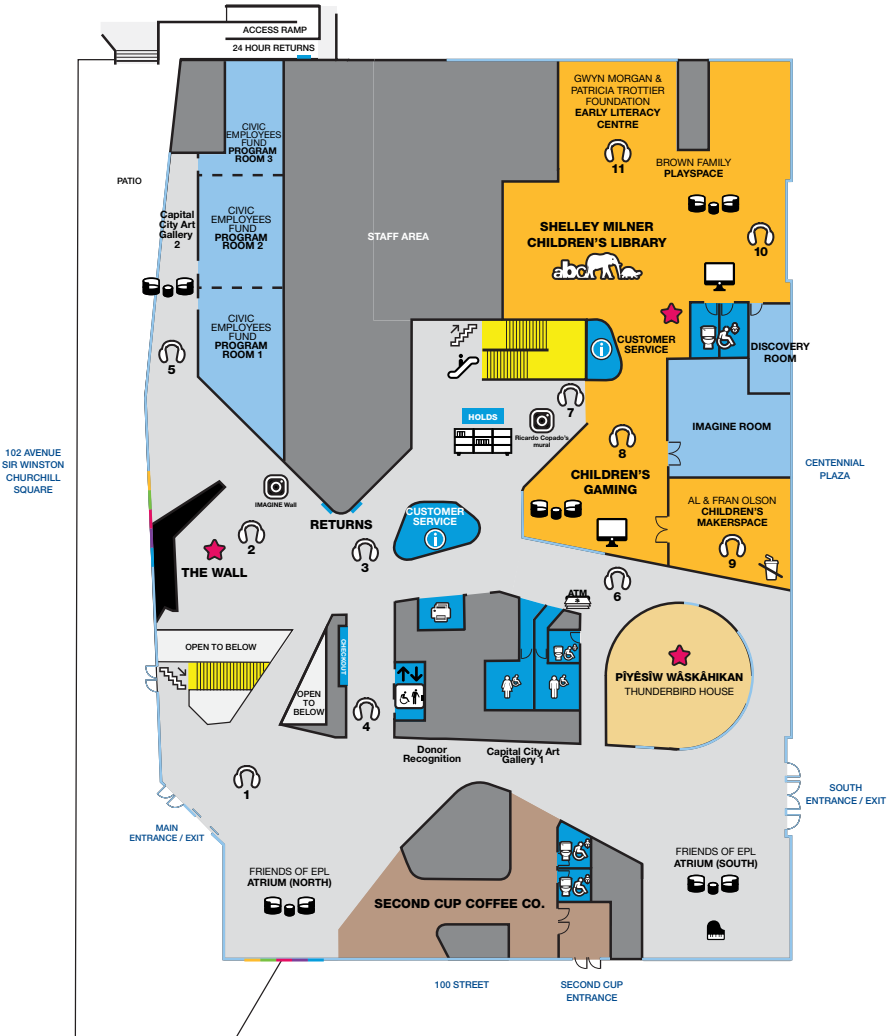 ACCESS RAMP
24 HOUR RETURNS
GWYN MORGAN &
PATRICIA TROTTIER
FOUNDATION
EARLY LITERACY
CENTRE
11
BROWN FAMILY
PLAYSPACE
CIVIC
EMPLOYEES
FUND
PROGRAM
ROOM 3
PATIO
Capital
City Art
Gallery
2
CIVIC
EMPLOYEES
FUND
PROGRAM
ROOM 2
STAFF AREA
SHELLEY MILNER
CHILDREN'S LIBRARY
abc
10
CIVIC
EMPLOYEES
FUND
PROGRAM
ROOM 1
5
i
CUSTOMER
SERVICE
DISCOVERY
ROOM
7
HOLDS
Ricardo Copado's
mural
8
IMAGINE ROOM
102 AVENUE
SIR WINSTON
CHURCHILL
SQUARE
CENTENNIAL
PLAZA
CHILDREN'S
GAMING
AL & FRAN OLSON
CHILDREN'S
MAKERSPACE
9
IMAGINE Wall
RETURNS
CUSTOMER
SERVICE
i
2
3
THE WALL
ATM
$
6
OPEN TO BELOW
CHECKOUT
OPEN
TO
BELOW
4
PÎYÊSÎW WÂSKÂHIKAN
THUNDERBIRD HOUSE
Donor
Recognition
Capital City Art
Gallery 1
1
SOUTH
ENTRANCE / EXIT
MAIN
ENTRANCE / EXIT
FRIENDS OF EPL
ATRIUM (NORTH)
FRIENDS OF EPL
ATRIUM (SOUTH)
SECOND CUP COFFEE CO.
100 STREET
SECOND CUP
ENTRANCE